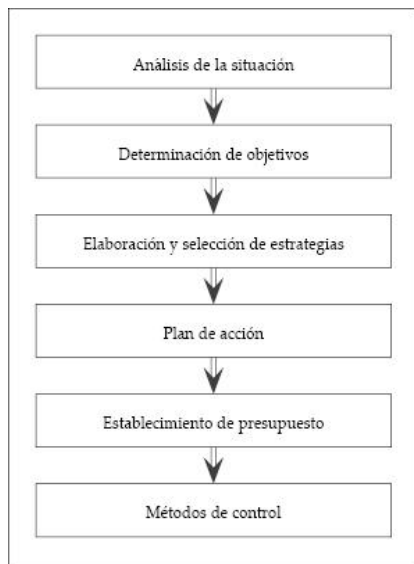 Análisis de la situación
Determinación de objetivos
Elaboración y selección de estrategias
Plan de acción
Establecimiento de presupuesto
Métodos de control